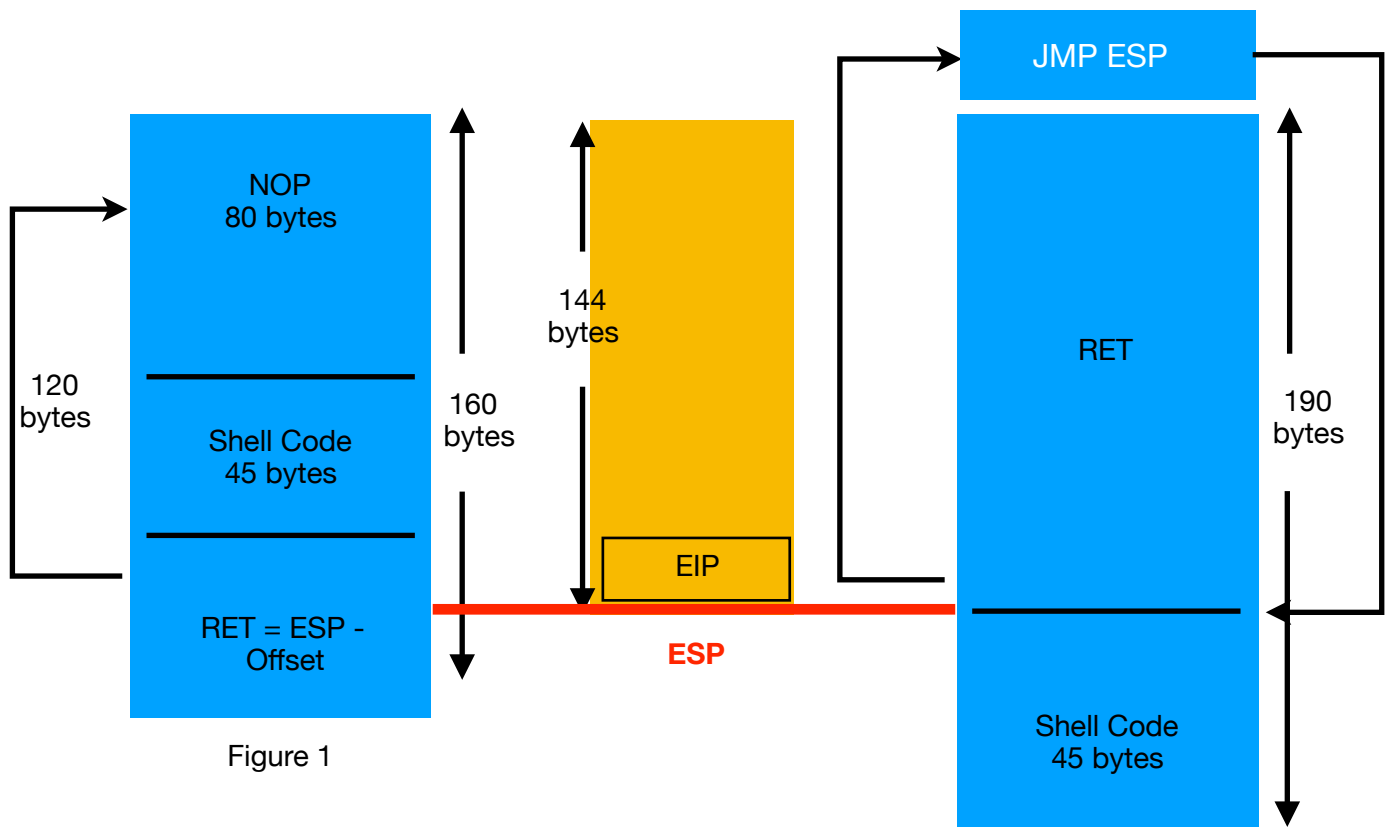 JMP ESP
NOP
80 bytes
120
bytes
Shell Code
45 bytes
RET = ESP -
Offset
Figure 1
160
bytes
144
bytes
EIP
ESP
RET
190
bytes
Shell Code
45 bytes